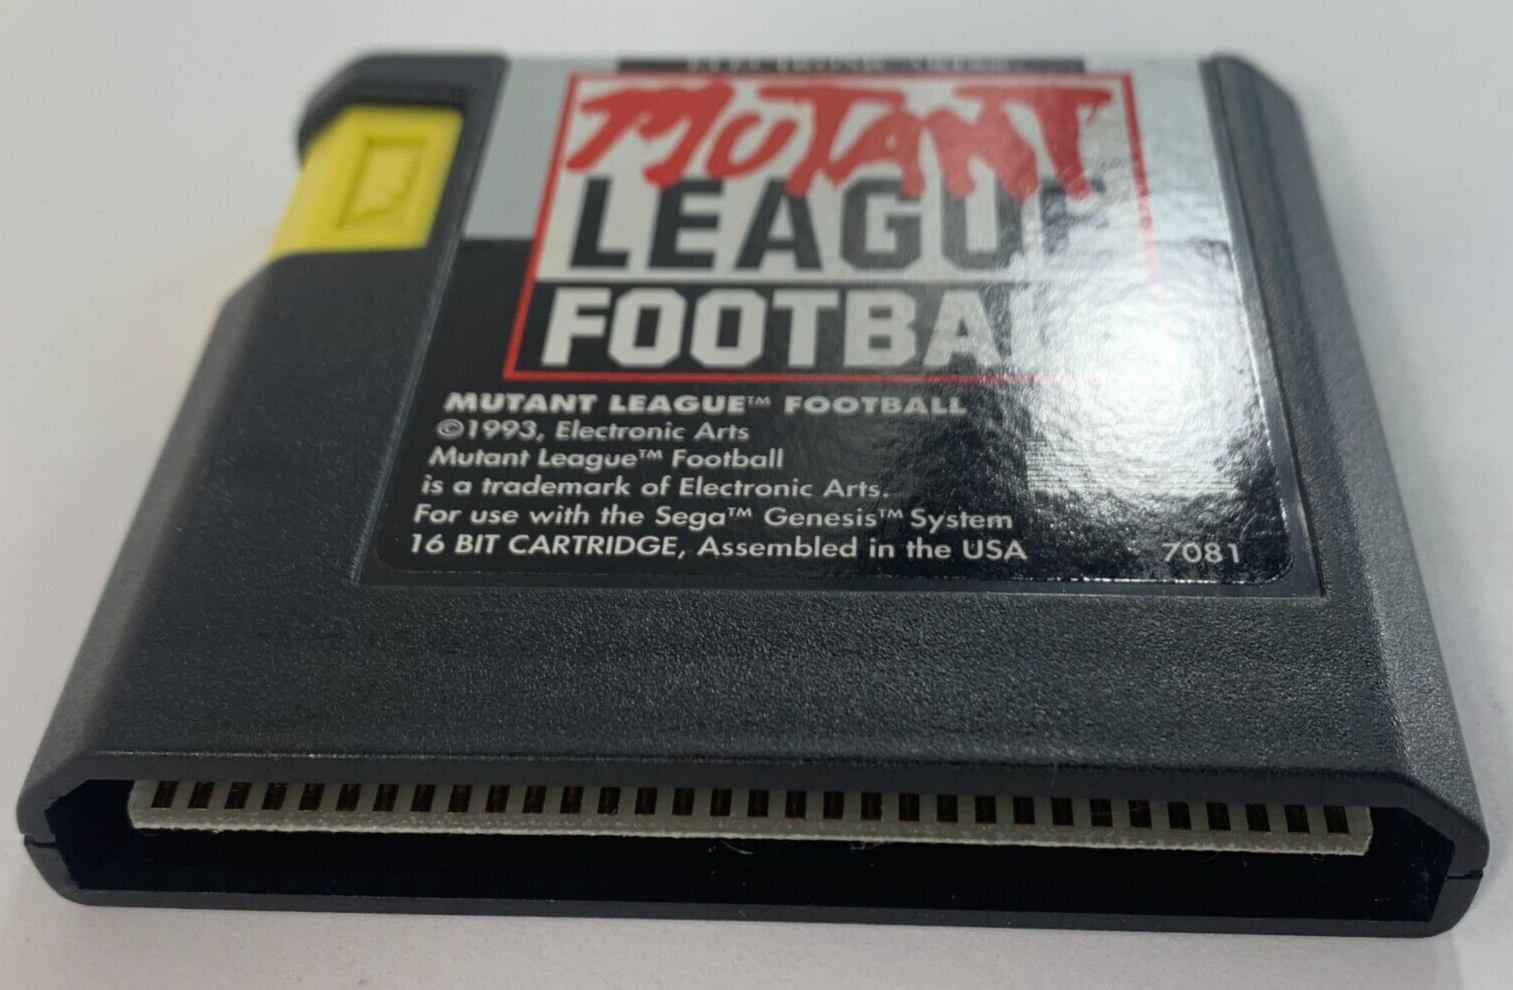 MUTANT
LEAGUE
FOOTBA
MUTANT LEAGUE™ FOOTBALL
©1993, Electronic Arts
Mutant League™ Football
is a trademark of Electronic Arts.
For use with the Sega™ Genesis™ System
16 BIT CARTRIDGE, Assembled in the USA 7081